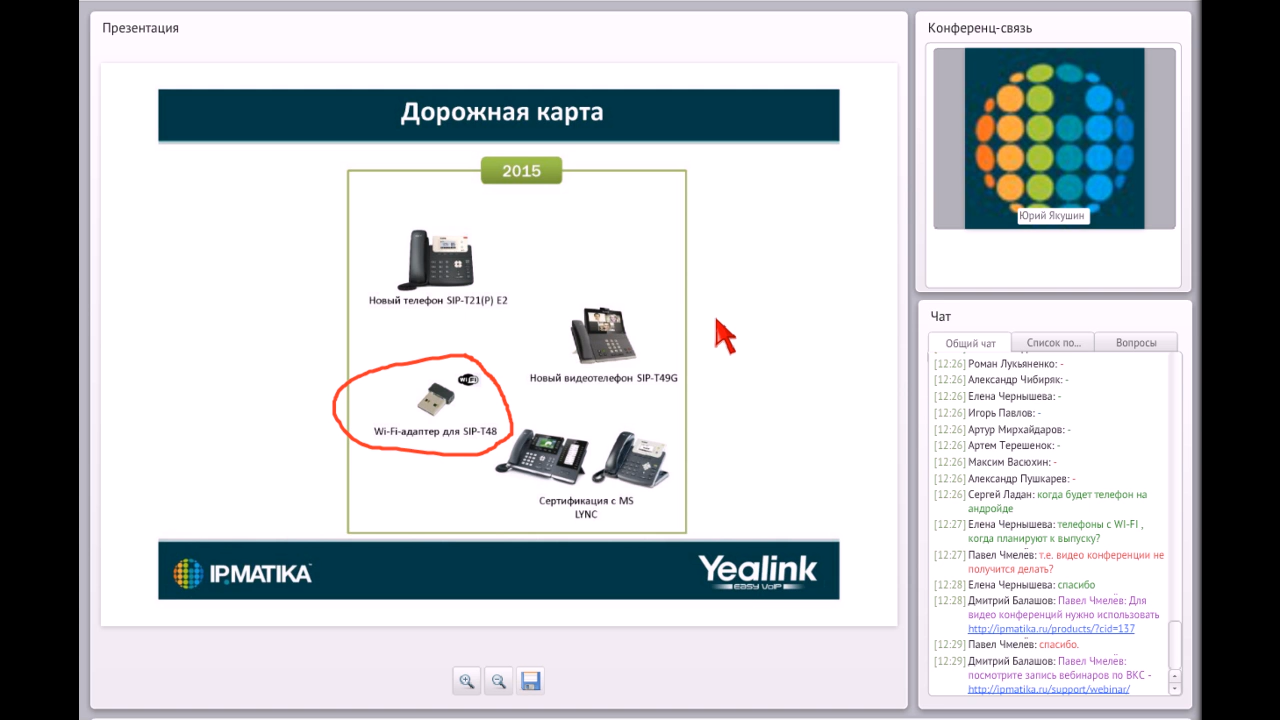 Презентация
Дорожная карта
2015
Новый телефон SIP-T21(P) E2
Новый видеотелефон SIP-T49G
Wi Fi
Wi-Fi-адаптер для SIP-T48
Сертификация с MS
LYNC
IPMATIKA
Yealink
EASY VoIP
Конференц-связь
Юрий Якушин
Чат
Общий чат
Список по...
Вопросы
[12:26] Роман Лукьяненко: -
[12:26] Александр Чибиряк: -
[12:26] Елена Чернышева: -
[12:26] Игорь Павлов: -
[12:26] Артур Мирхайдаров: -
[12:26] Артем Терешенок: -
[12:26] Максим Васюхин: -
[12:26] Александр Пушкарев: -
[12:26] Сергей Ладан: когда будет телефон на
андройде
[12:27] Елена Чернышева: телефоны с WI-FI ,
когда планируют к выпуску?
[12:27] Павел Чмелёв: т.е. видео конференции не
получится делать?
[12:28] Елена Чернышева: спасибо
[12:28] Дмитрий Балашов: Павел Чмелёв: Для
видео конференций нужно использовать
http://ipmatika.ru/products/?cid=137
[12:29] Павел Чмелёв: спасибо.
[12:29] Дмитрий Балашов: Павел Чмелёв:
посмотрите запись вебинаров по ВКС -
http://ipmatika.ru/support/webinar/